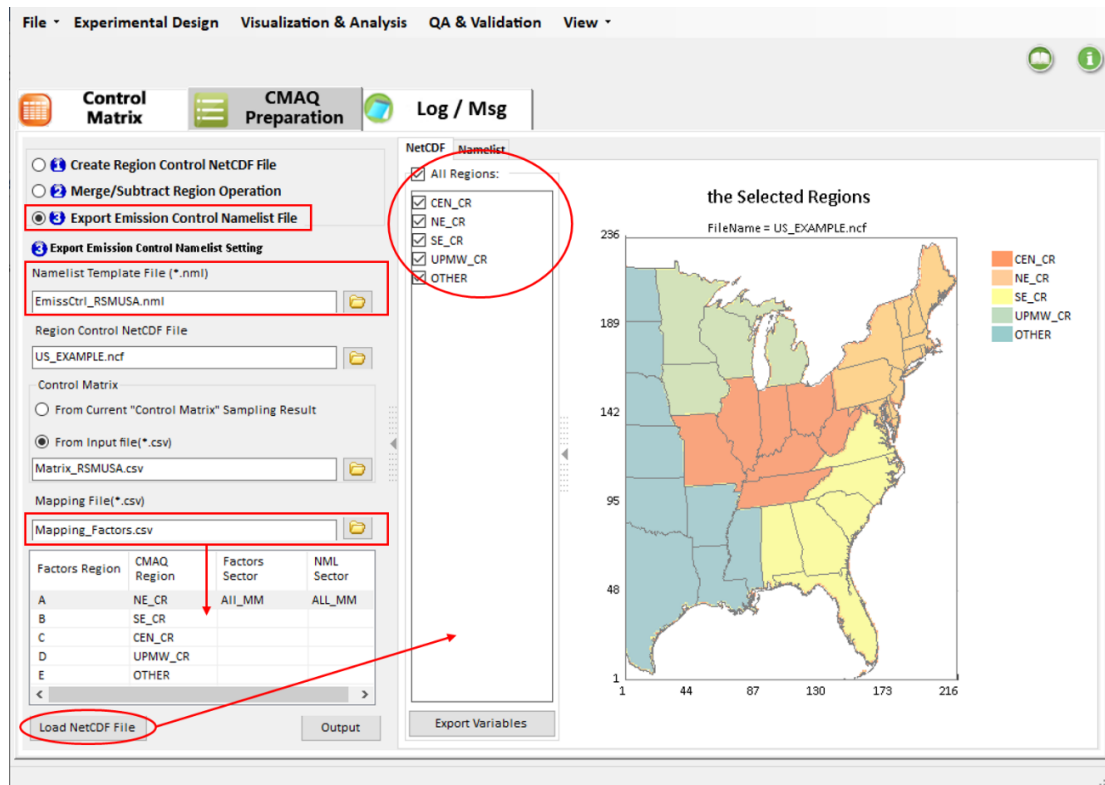 File Experimental Design Visualization & Analysis QA & Validation View
Control Matrix
CMAQ Preparation
Log / Msg
1 Create Region Control NetCDF File
2 Merge/Subtract Region Operation
3 Export Emission Control Namelist File
3 Export Emission Control Namelist Setting
Namelist Template File (*.nml)
EmissCtrl_RSMUSA.nml
Region Control NetCDF File
US_EXAMPLE.ncf
Control Matrix
From Current "Control Matrix" Sampling Result
From Input file(*.csv)
Matrix_RSMUSA.csv
Mapping File(*.csv)
Mapping_Factors.csv
Factors Region CMAQ Region Factors Sector NML Sector
A NE_CR All_MM ALL_MM
B SE_CR
C CEN_CR
D UPMW_CR
E OTHER
Load NetCDF File Output
NetCDF Namelist
All Regions:
CEN_CR
NE_CR
SE_CR
UPMW_CR
OTHER
Export Variables
the Selected Regions
FileName = US_EXAMPLE.ncf
236
189
142
95
48
1
1 44 87 130 173 216
CEN_CR
NE_CR
SE_CR
UPMW_CR
OTHER